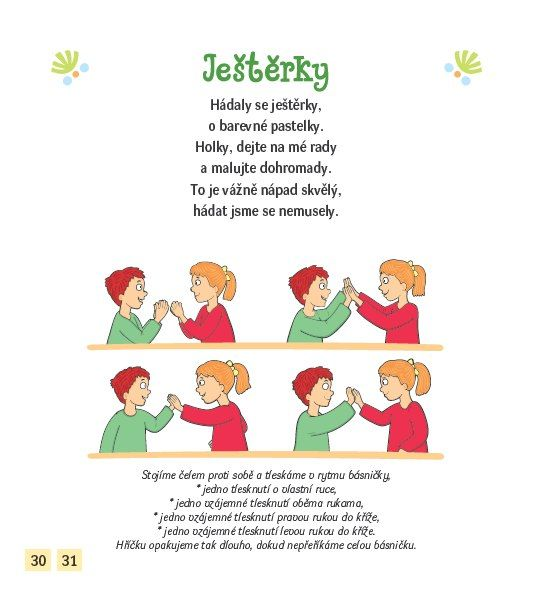 Ještěrky
Hádaly se ještěrky,
o barevné pastelky.
Holky, dejte na mé rady
a malujte dohromady.
To je vážně nápad skvělý,
hádat jsme se nemusely.
Stojíme čelem proti sobě a tleskáme v rytmu básničky,
* jedno tlesknutí o vlastní ruce,
* jedno vzájemné tlesknutí oběma rukama,
* jedno vzájemné tlesknutí pravou rukou do kříže,
* jedno vzájemné tlesknutí levou rukou do kříže.
Hříčku opakujeme tak dlouho, dokud nepřeříkáme celou básničku.
30 31